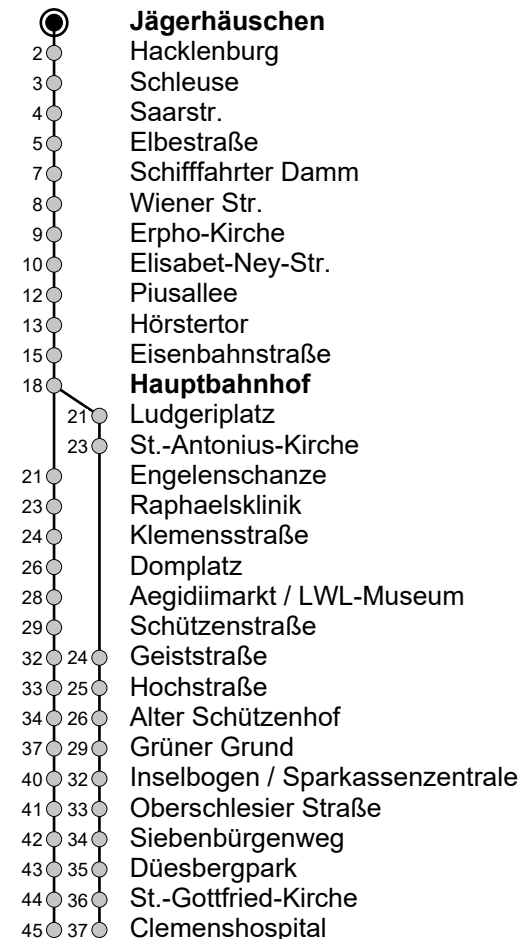 Jägerhäuschen
2 Hacklenburg
3 Schleuse
4 Saarstr.
5 Elbestraße
7 Schifffahrter Damm
8 Wiener Str.
9 Erpho-Kirche
10 Elisabet-Ney-Str.
12 Piusallee
13 Hörstertor
15 Eisenbahnstraße
18 Hauptbahnhof
21 Ludgeriplatz
23 St.-Antonius-Kirche
21 Engelenschanze
23 Raphaelsklinik
24 Klemensstraße
26 Domplatz
28 Aegidiimarkt / LWL-Museum
29 Schützenstraße
32 24 Geiststraße
33 25 Hochstraße
34 26 Alter Schützenhof
37 29 Grüner Grund
40 32 Inselbogen / Sparkassenzentrale
41 33 Oberschlesier Straße
42 34 Siebenbürgenweg
43 35 Düesbergpark
44 36 St.-Gottfried-Kirche
45 37 Clemenshospital